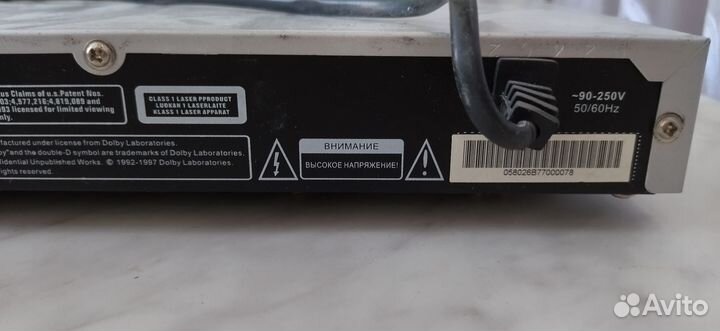 us Claims of u.s.Patent Nos.
03;4,577,216;4,819,089 and
93 licensed for limited viewing
only.
factured under license from Dolby Laboratories.
by"and the double-D symbol are trademarks of Dolby Laboratories.
fidential Unpublished Works. © 1992-1997 Dolby Laboratories.
ghts reserved.
CLASS 1 LASER PPRODUCT
LUOKAN 1 LASERLAITE
KLASS 1 LASER APPARAT
ВНИМАНИЕ
ВЫСОКОЕ НАПРЯЖЕНИЕ!
~90-250V
50/60Hz
058026B77000078
Avito